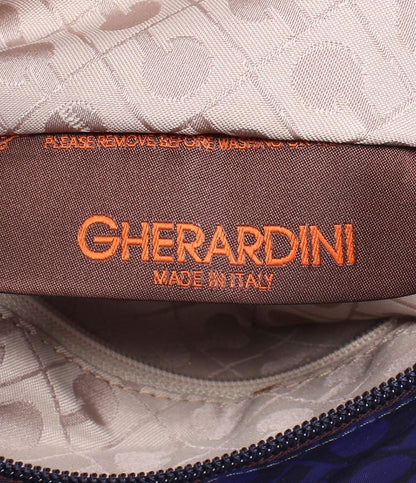 PLEASE REMOVE BEFORE WASHING
GHERARDINI
MADE IN ITALY